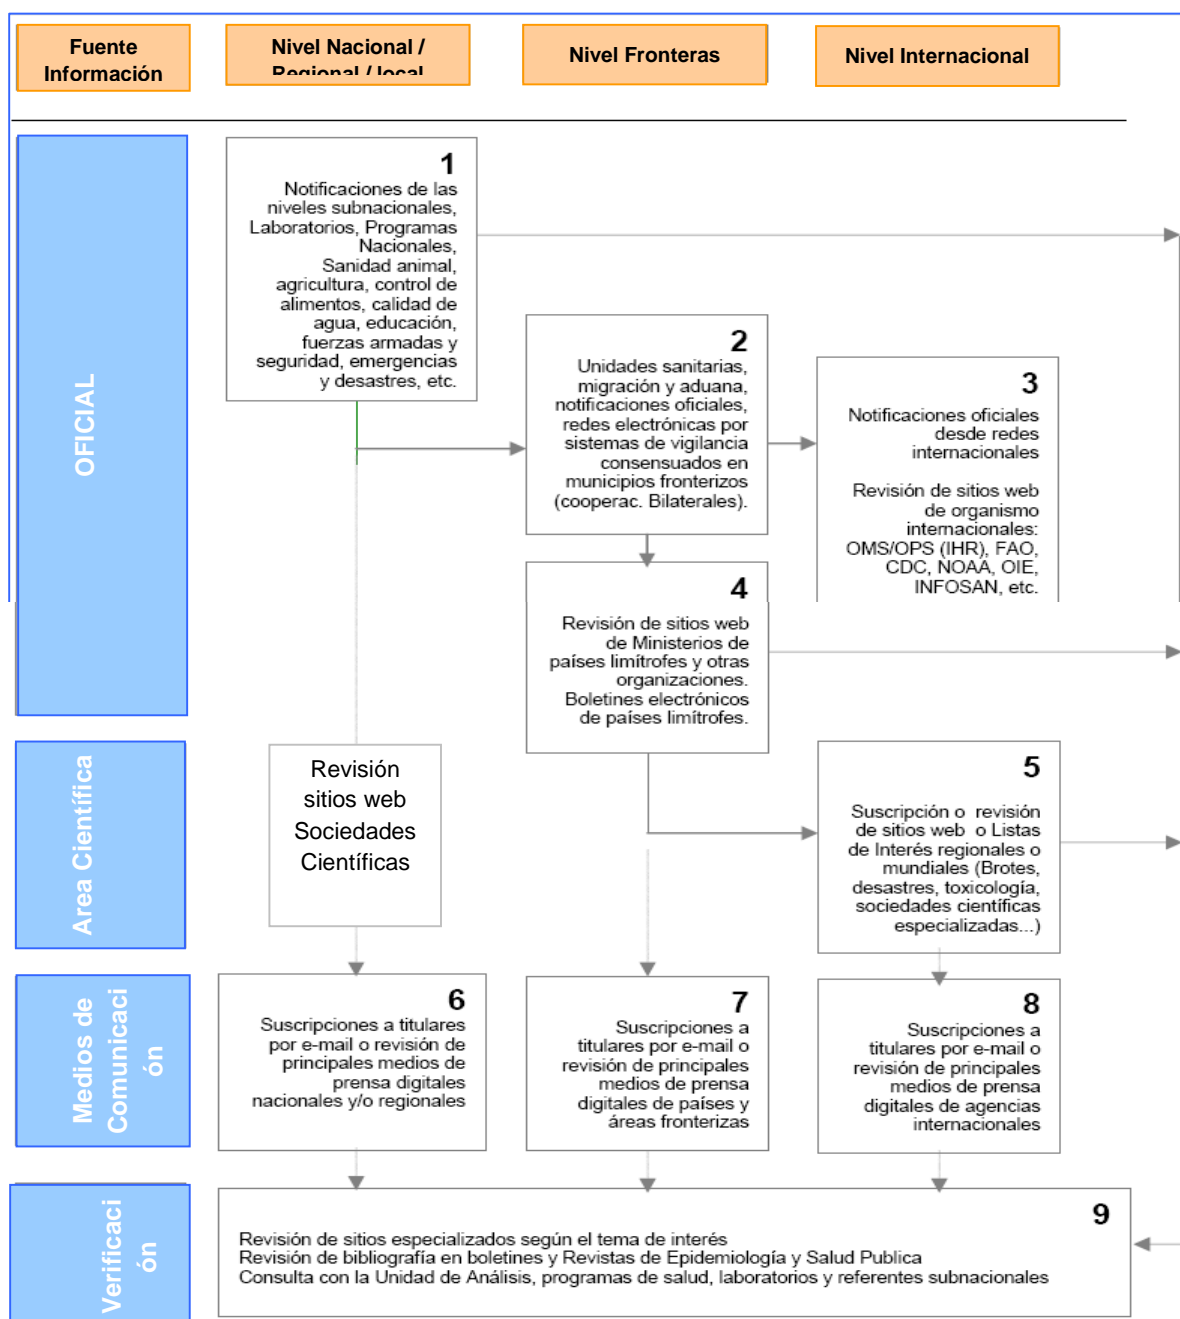 Fuente
Información
Nivel Nacional /
Regional / local
Nivel Fronteras
Nivel Internacional
OFICIAL
1
Notificaciones de las
niveles subnacionales,
Laboratorios, Programas
Nacionales,
Sanidad animal,
agricultura, control de
alimentos, calidad de
agua, educación,
fuerzas armadas y
seguridad, emergencias
y desastres, etc.
2
Unidades sanitarias,
migración y aduana,
notificaciones oficiales,
redes electrónicas por
sistemas de vigilancia
consensuados en
municipios fronterizos
(cooperac. Bilaterales).
3
Notificaciones oficiales
desde redes
internacionales
Revisión de sitios web
de organismo
internacionales:
OMS/OPS (IHR), FAO,
CDC, NOAA, OIE,
INFOSAN, etc.
4
Revisión de sitios web
de Ministerios de
países limítrofes y otras
organizaciones.
Boletines electrónicos
de países limítrofes.
Area Científica
Revisión
sitios web
Sociedades
Científicas
5
Suscripción o revisión
de sitios web o Listas
de Interés regionales o
mundiales (Brotes,
desastres, toxicología,
sociedades científicas
especializadas...)
Medios de
Comunicaci
ón
6
Suscripciones a titulares
por e-mail o revisión de
principales medios de
prensa digitales
nacionales y/o regionales
7
Suscripciones a
titulares por e-mail o
revisión de principales
medios de prensa
digitales de países y
áreas fronterizas
8
Suscripciones a
titulares por e-mail o
revisión de principales
medios de prensa
digitales de agencias
internacionales
Verificaci
ón
9
Revisión de sitios especializados según el tema de interés
Revisión de bibliografía en boletines y Revistas de Epidemiología y Salud Publica
Consulta con la Unidad de Análisis, programas de salud, laboratorios y referentes subnacionales